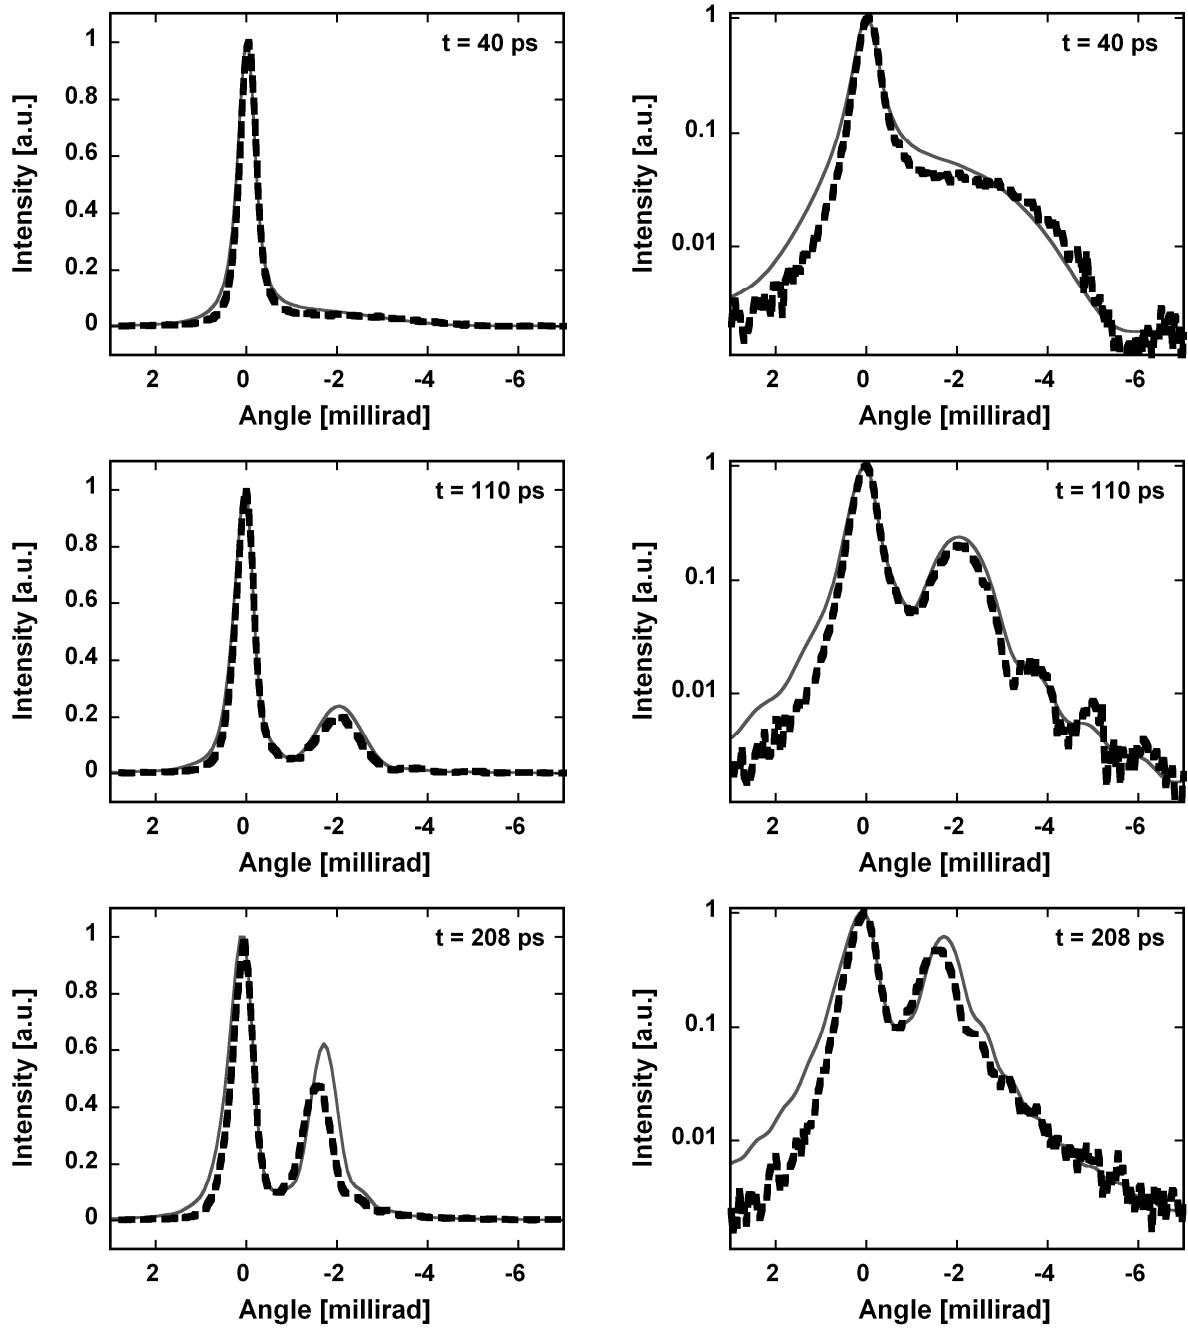 t = 40 ps
1
0.8
0.6
0.4
0.2
0
Intensity [a.u.]
2 0 -2 -4 -6
Angle [millirad]
t = 40 ps
1
0.1
0.01
Intensity [a.u.]
2 0 -2 -4 -6
Angle [millirad]
t = 110 ps
1
0.8
0.6
0.4
0.2
0
Intensity [a.u.]
2 0 -2 -4 -6
Angle [millirad]
t = 110 ps
1
0.1
0.01
Intensity [a.u.]
2 0 -2 -4 -6
Angle [millirad]
t = 208 ps
1
0.8
0.6
0.4
0.2
0
Intensity [a.u.]
2 0 -2 -4 -6
Angle [millirad]
t = 208 ps
1
0.1
0.01
Intensity [a.u.]
2 0 -2 -4 -6
Angle [millirad]